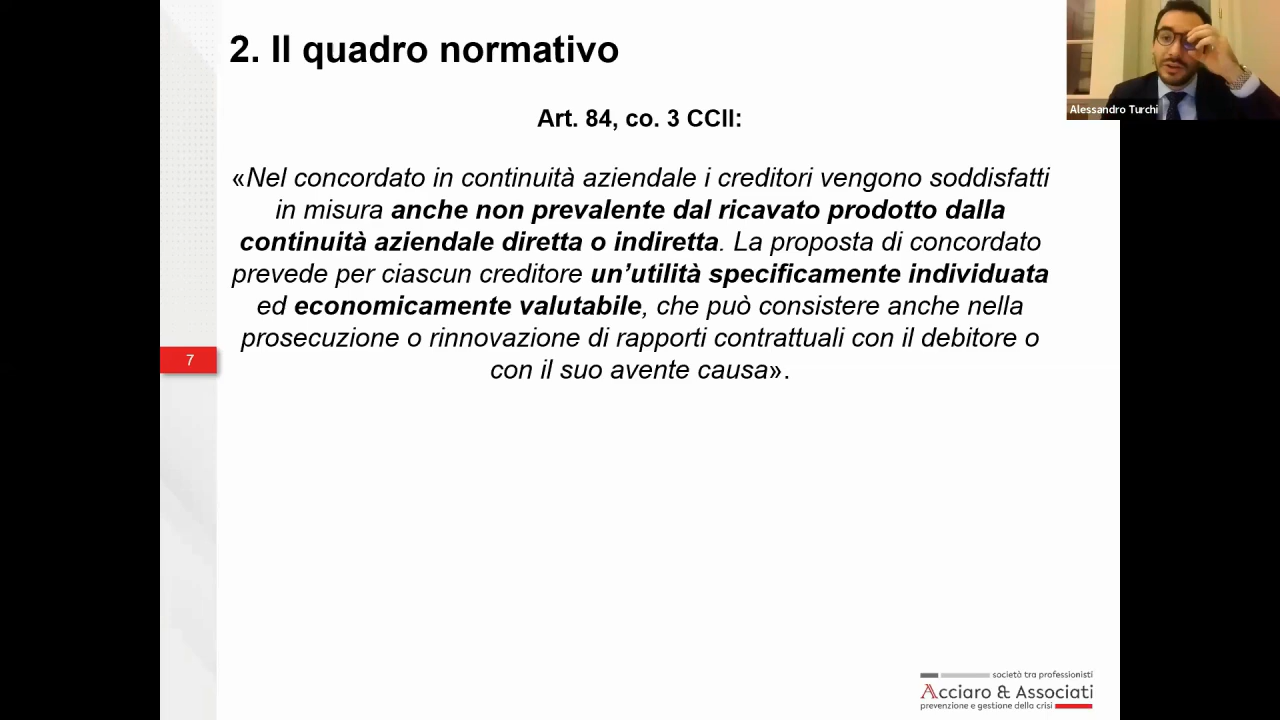 2. Il quadro normativo
Alessandro Turchi
Art. 84, co. 3 CCII:
«Nel concordato in continuità aziendale i creditori vengono soddisfatti
in misura anche non prevalente dal ricavato prodotto dalla
continuità aziendale diretta o indiretta. La proposta di concordato
prevede per ciascun creditore un’utilità specificamente individuata
ed economicamente valutabile, che può consistere anche nella
prosecuzione o rinnovazione di rapporti contrattuali con il debitore o
con il suo avente causa».
7
società tra professionisti
Acciaro & Associati
prevenzione e gestione della crisi